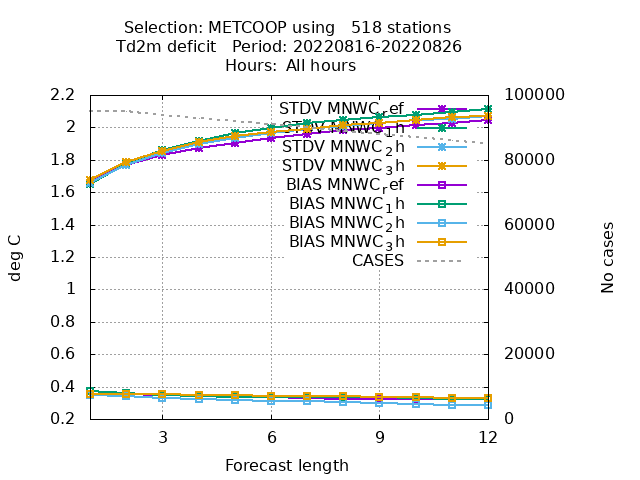 Selection: METCOOP using   518 stations
Td2m deficit   Period: 20220816-20220826
Hours:  All hours
2.2
2
1.8
1.6
1.4
1.2
1
0.8
0.6
0.4
0.2
deg C
STDV MNWC_ref
STDV MNWC_1h
STDV MNWC_2h
STDV MNWC_3h
BIAS MNWC_ref
BIAS MNWC_1h
BIAS MNWC_2h
BIAS MNWC_3h
CASES
100000
80000
60000
40000
20000
0
No cases
3 6 9 12
Forecast length